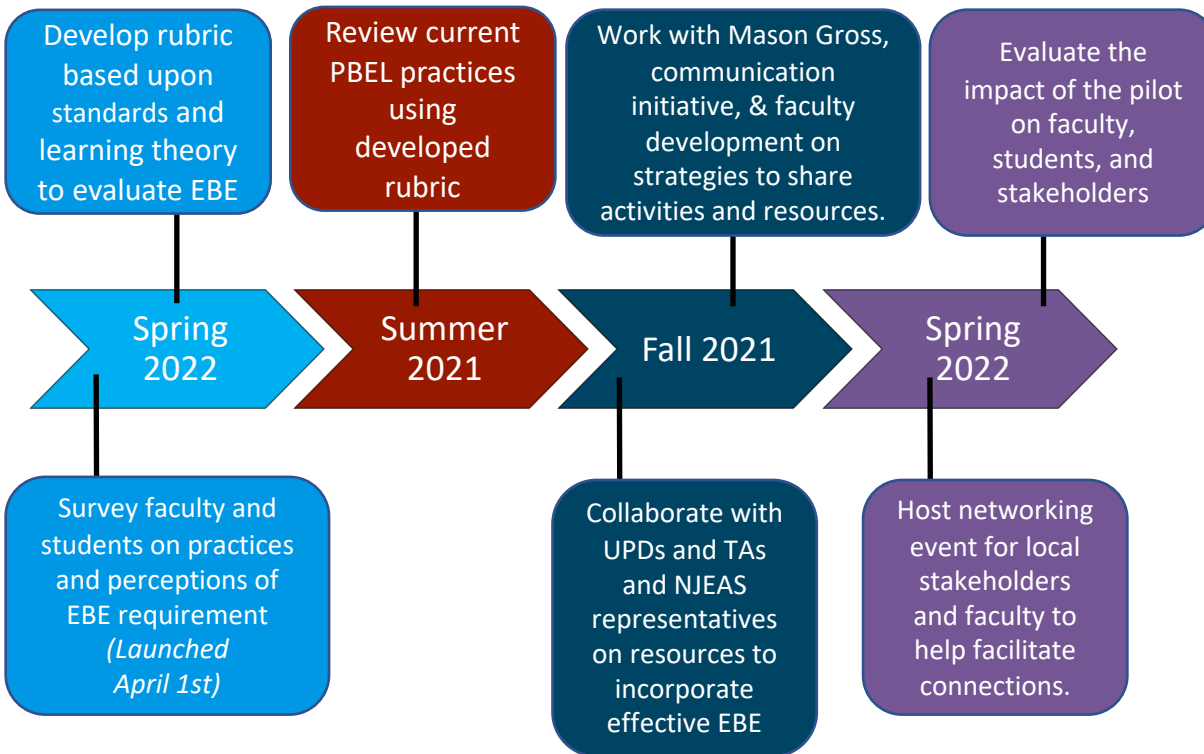 Develop rubric
based upon
standards and
learning theory
to evaluate EBE
Review current
PBEL practices
using
developed
rubric
Work with Mason Gross,
communication
initiative, & faculty
development on
strategies to share
activities and resources.
Evaluate the
impact of the pilot
on faculty,
students, and
stakeholders
Spring
2022
Summer
2021
Fall 2021
Spring
2022
Survey faculty and
students on practices
and perceptions of
EBE requirement
(Launched
April 1st)
Collaborate with
UPDs and TAs
and NJEAS
representatives
on resources to
incorporate
effective EBE
Host networking
event for local
stakeholders
and faculty to
help facilitate
connections.